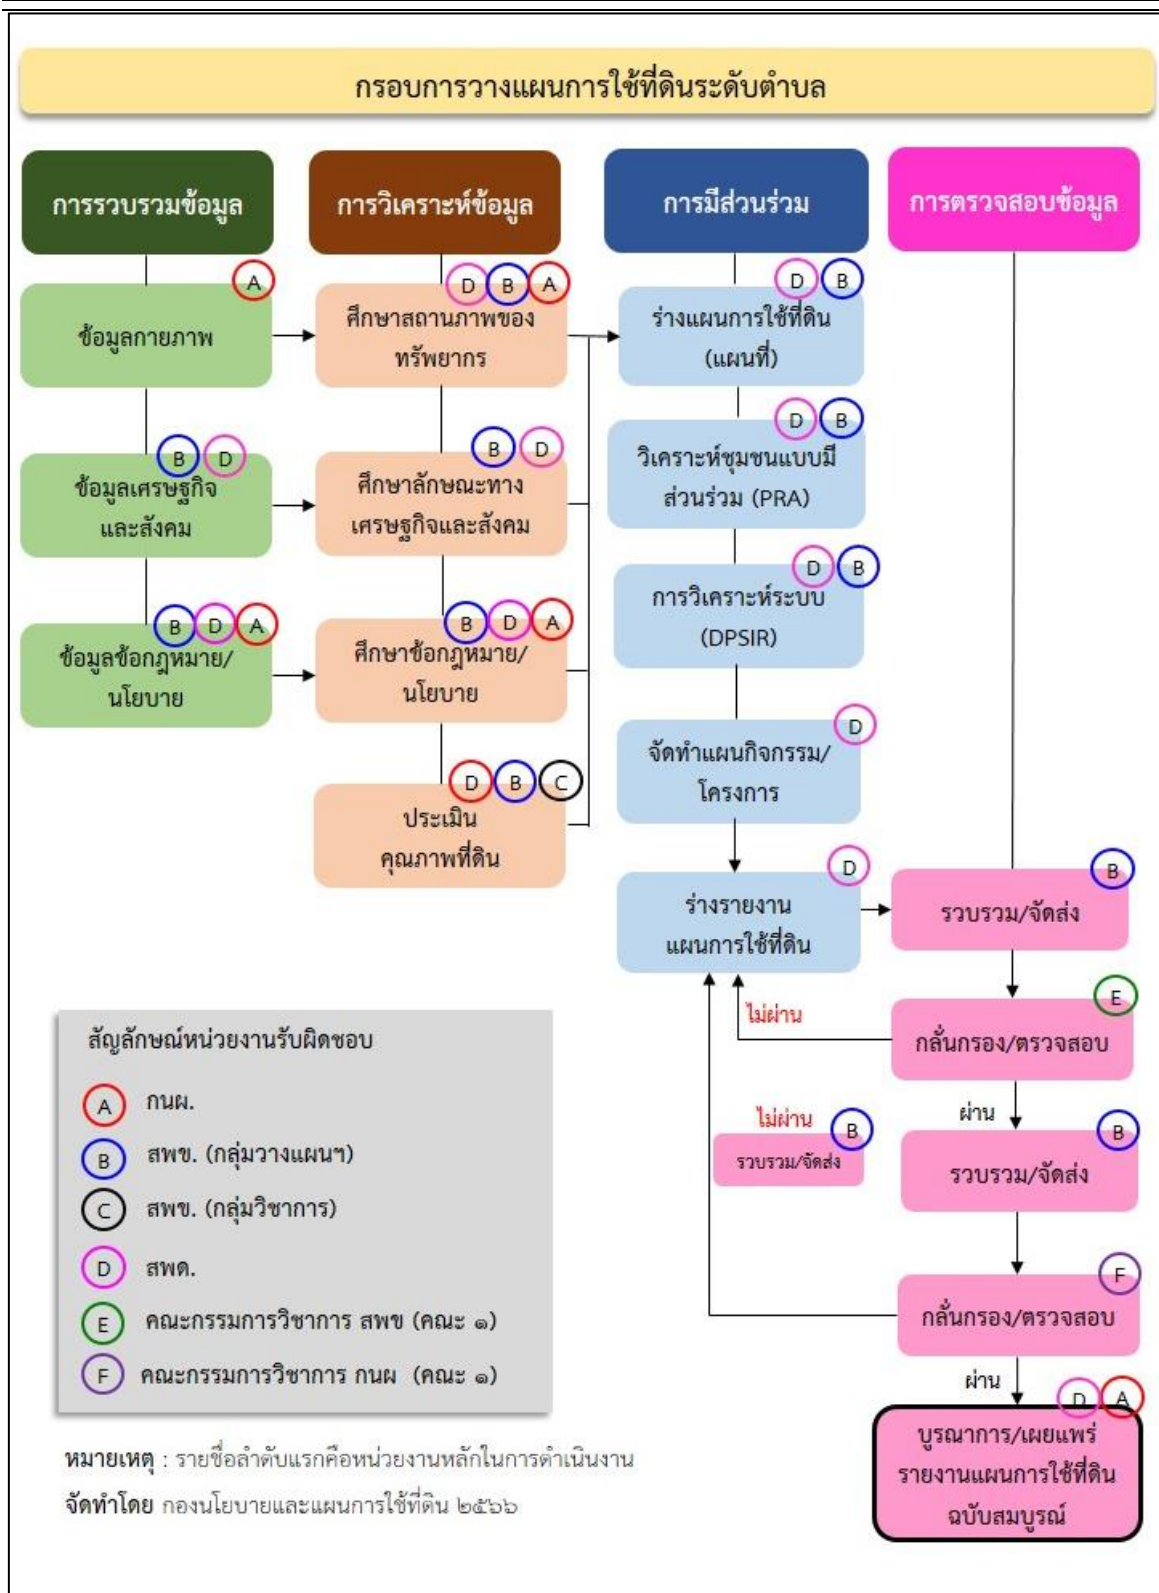 กรอบการวางแผนการใช้ที่ดินระดับตำบล
การรวบรวมข้อมูล
การวิเคราะห์ข้อมูล
การมีส่วนร่วม
การตรวจสอบข้อมูล
A
ข้อมูลกายภาพ
D B A
ศึกษาสถานภาพของ
ทรัพยากร
D B
ร่างแผนการใช้ที่ดิน
(แผนที่)
B D
ข้อมูลเศรษฐกิจ
และสังคม
B D
ศึกษาลักษณะทาง
เศรษฐกิจและสังคม
D B
วิเคราะห์ชุมชนแบบมี
ส่วนร่วม (PRA)
B D A
ข้อมูลข้อกฎหมาย/
นโยบาย
B D A
ศึกษาข้อกฎหมาย/
นโยบาย
D B
การวิเคราะห์ระบบ
(DPSIR)
D B C
ประเมิน
คุณภาพที่ดิน
D
จัดทำแผนกิจกรรม/
โครงการ
D
ร่างรายงาน
แผนการใช้ที่ดิน
B
รวบรวม/จัดส่ง
E
กลั่นกรอง/ตรวจสอบ
ไม่ผ่าน
ผ่าน
B
รวบรวม/จัดส่ง
ไม่ผ่าน
B
รวบรวม/จัดส่ง
F
กลั่นกรอง/ตรวจสอบ
ผ่าน
D A
บูรณาการ/เผยแพร่
รายงานแผนการใช้ที่ดิน
ฉบับสมบูรณ์
สัญลักษณ์หน่วยงานรับผิดชอบ
A กนผ.
B สพข. (กลุ่มวางแผนฯ)
C สพข. (กลุ่มวิชาการ)
D สพด.
E คณะกรรมการวิชาการ สพข (คณะ ๑)
F คณะกรรมการวิชาการ กนผ (คณะ ๑)
หมายเหตุ : รายชื่อลำดับแรกคือหน่วยงานหลักในการดำเนินงาน
จัดทำโดย กองนโยบายและแผนการใช้ที่ดิน ๒๕๖๖